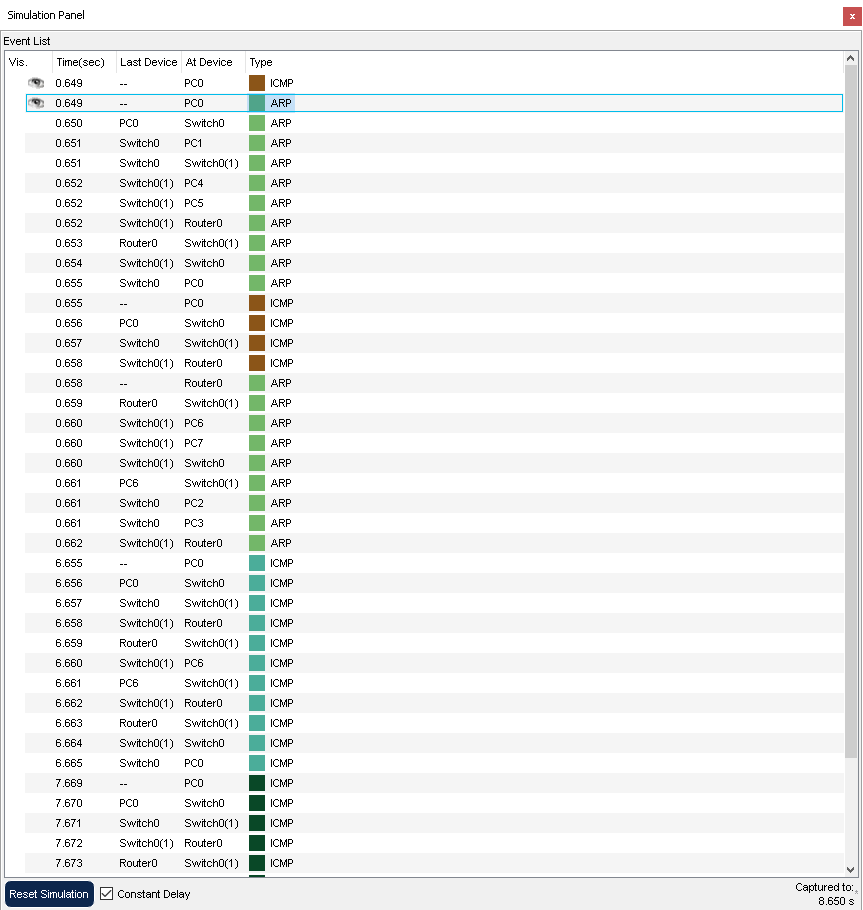 Simulation Panel
x
Event List
Vis. Time(sec) Last Device At Device Type
0.649 -- PC0 ICMP
0.649 -- PC0 ARP
0.650 PC0 Switch0 ARP
0.651 Switch0 PC1 ARP
0.651 Switch0 Switch0(1) ARP
0.652 Switch0(1) PC4 ARP
0.652 Switch0(1) PC5 ARP
0.652 Switch0(1) Router0 ARP
0.653 Router0 Switch0(1) ARP
0.654 Switch0(1) Switch0 ARP
0.655 Switch0 PC0 ARP
0.655 -- PC0 ICMP
0.656 PC0 Switch0 ICMP
0.657 Switch0 Switch0(1) ICMP
0.658 Switch0(1) Router0 ICMP
0.658 -- Router0 ARP
0.659 Router0 Switch0(1) ARP
0.660 Switch0(1) PC6 ARP
0.660 Switch0(1) PC7 ARP
0.660 Switch0(1) Switch0 ARP
0.661 PC6 Switch0(1) ARP
0.661 Switch0 PC2 ARP
0.661 Switch0 PC3 ARP
0.662 Switch0(1) Router0 ARP
6.655 -- PC0 ICMP
6.656 PC0 Switch0 ICMP
6.657 Switch0 Switch0(1) ICMP
6.658 Switch0(1) Router0 ICMP
6.659 Router0 Switch0(1) ICMP
6.660 Switch0(1) PC6 ICMP
6.661 PC6 Switch0(1) ICMP
6.662 Switch0(1) Router0 ICMP
6.663 Router0 Switch0(1) ICMP
6.664 Switch0(1) Switch0 ICMP
6.665 Switch0 PC0 ICMP
7.669 -- PC0 ICMP
7.670 PC0 Switch0 ICMP
7.671 Switch0 Switch0(1) ICMP
7.672 Switch0(1) Router0 ICMP
7.673 Router0 Switch0(1) ICMP
Reset Simulation Constant Delay Captured to:
8.650 s